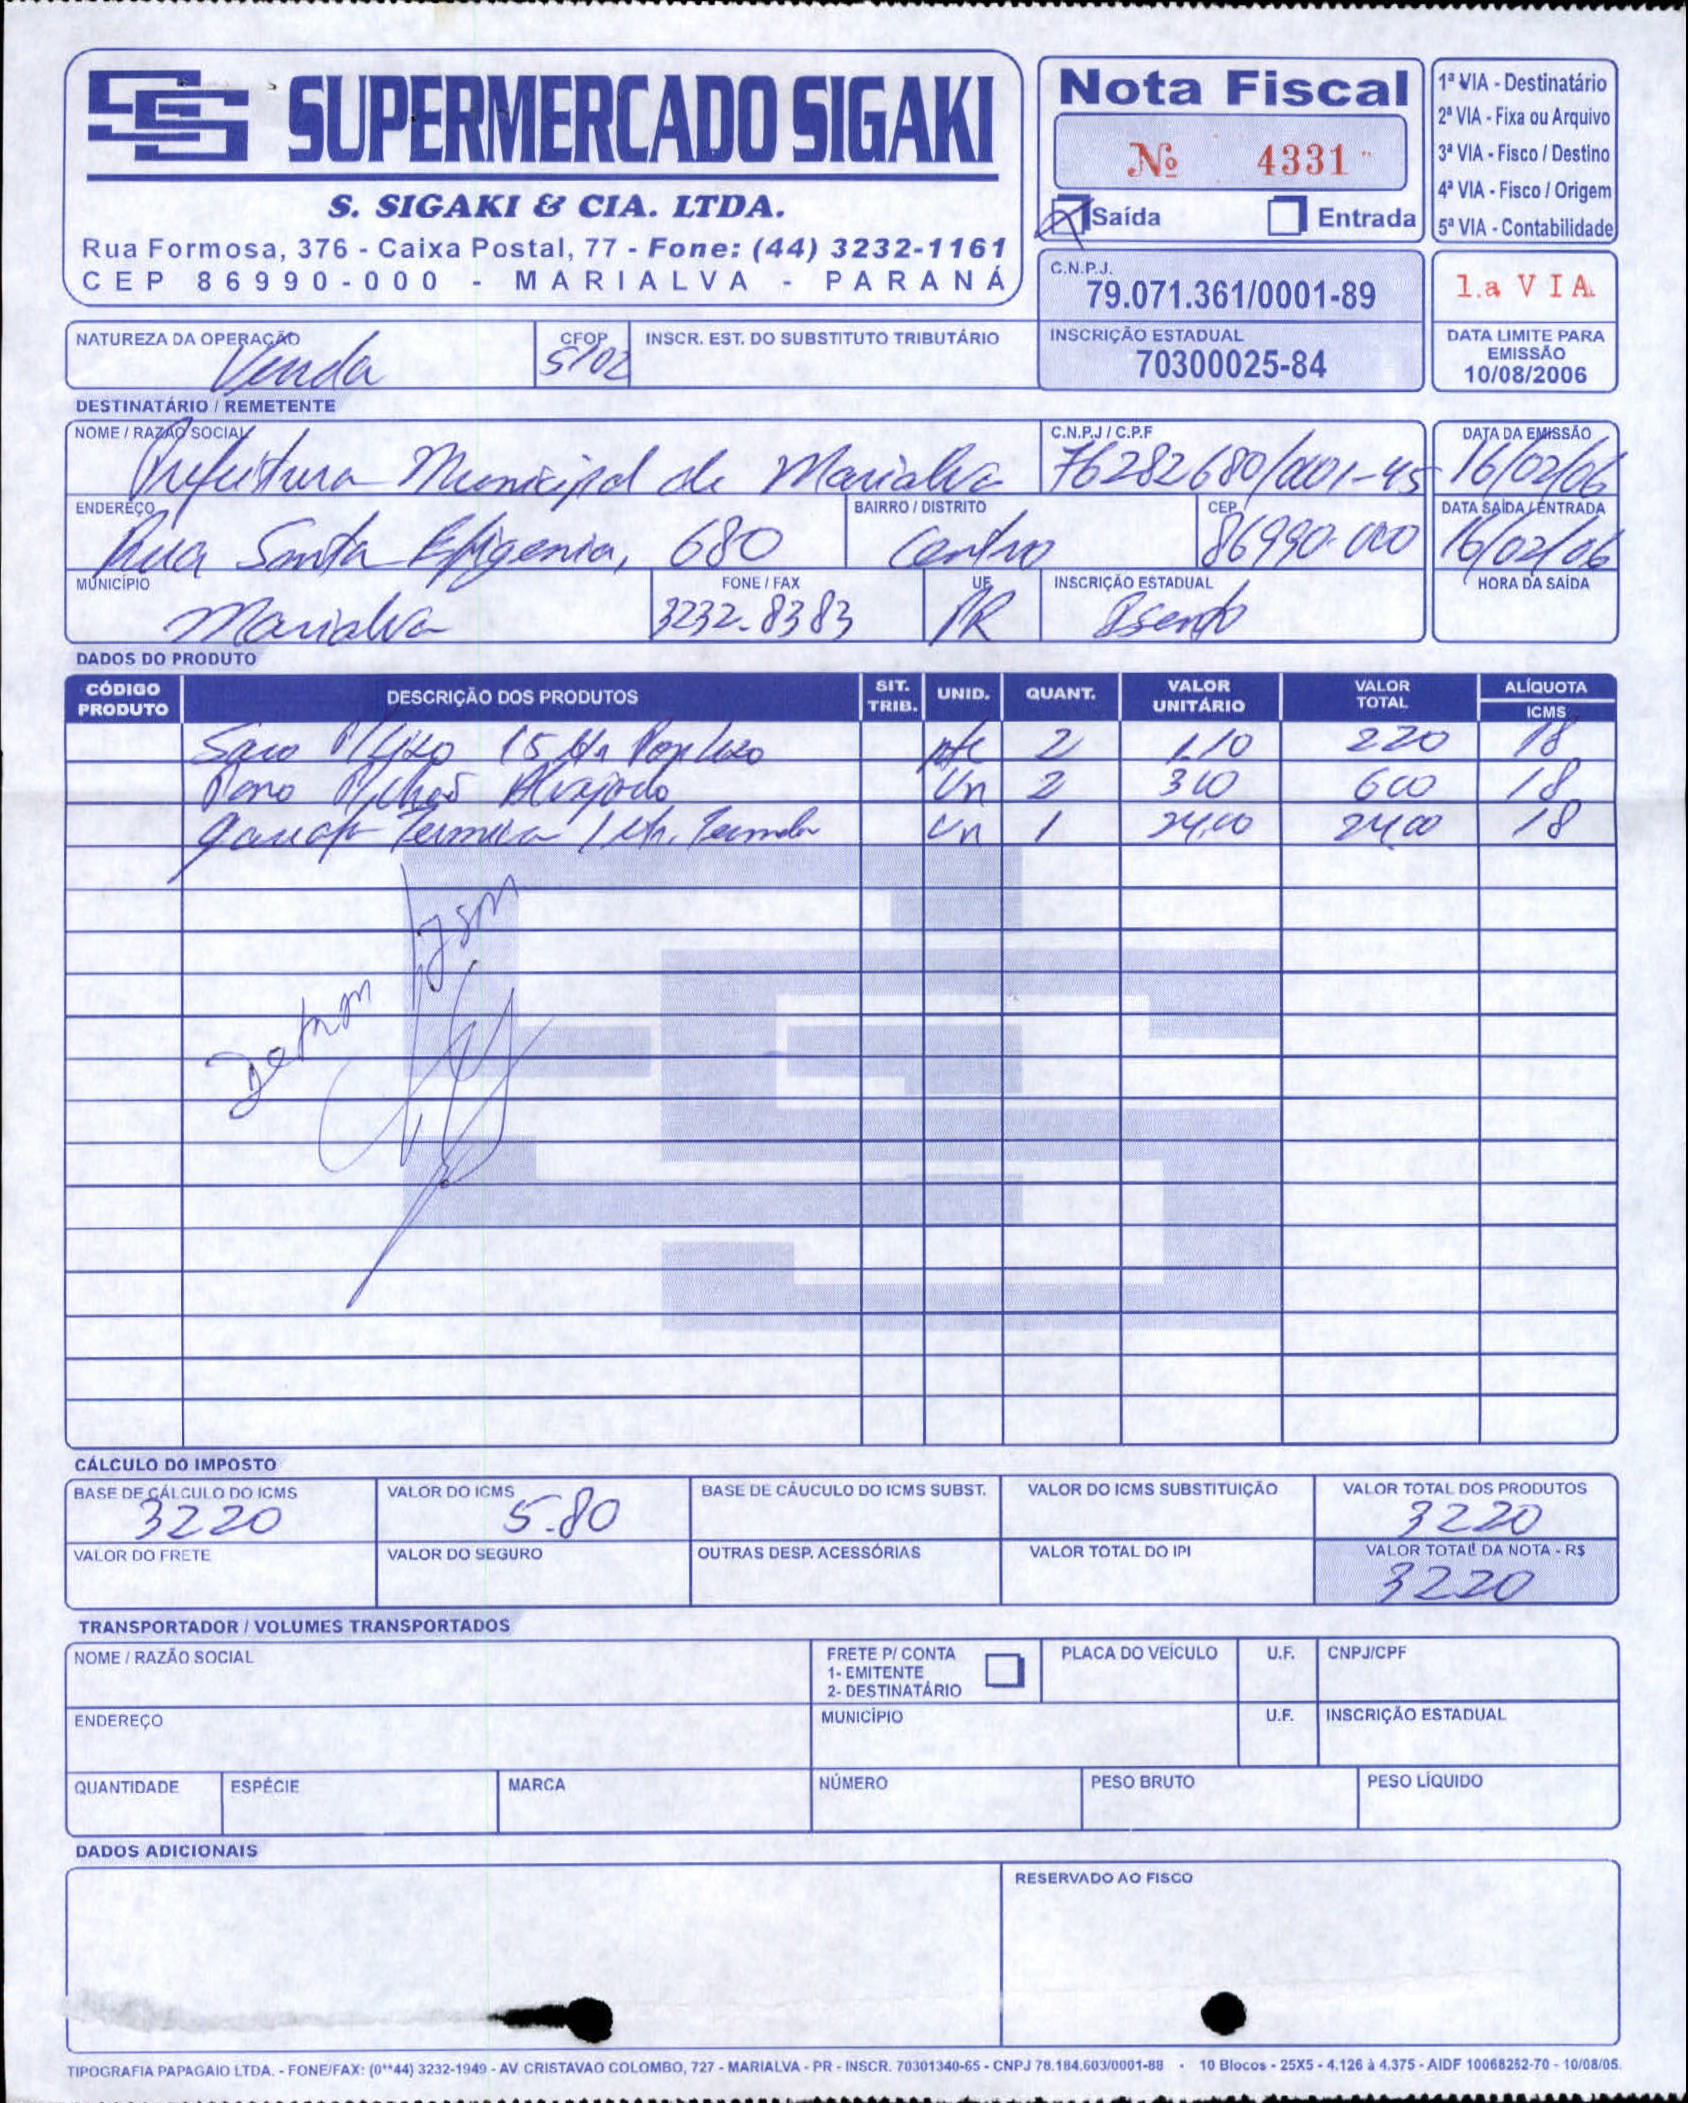 SUPERMERCADO SIGAKI
S. SIGAKI & CIA. LTDA.
Rua Formosa, 376 - Caixa Postal, 77 - Fone: (44) 3232-1161
CEP 86990-000 - MARIALVA - PARANÁ
Nota Fiscal
Nº 4331
Saída Entrada
1ª VIA - Destinatário
2ª VIA - Fixa ou Arquivo
3ª VIA - Fisco / Destino
4ª VIA - Fisco / Origem
5ª VIA - Contabilidade
C.N.P.J.
79.071.361/0001-89
1.a VIA
NATUREZA DA OPERAÇÃO
Venda
CFOP
5102
INSCR. EST. DO SUBSTITUTO TRIBUTÁRIO
INSCRIÇÃO ESTADUAL
70300025-84
DATA LIMITE PARA
EMISSÃO
10/08/2006
DESTINATÁRIO / REMETENTE
NOME / RAZÃO SOCIAL
Prefeitura Municipal de Marialva
C.N.P.J / C.P.F
76282680/0001-45
DATA DA EMISSÃO
16/02/06
ENDEREÇO
Rua Santa Efigenia, 680
BAIRRO / DISTRITO
Centro
CEP
86990-000
DATA SAÍDA / ENTRADA
16/02/06
MUNICÍPIO
Marialva
FONE / FAX
3232-8383
UF
PR
INSCRIÇÃO ESTADUAL
Isento
HORA DA SAÍDA
DADOS DO PRODUTO
CÓDIGO PRODUTO DESCRIÇÃO DOS PRODUTOS SIT. TRIB. UNID. QUANT. VALOR UNITÁRIO VALOR TOTAL ALÍQUOTA ICMS
Saco P/ Lixo 15 2 1.10 220 18
Un 2 300 600 18
Termica 1 Un 1 24,00 24,00 18
CÁLCULO DO IMPOSTO
BASE DE CÁLCULO DO ICMS
3220
VALOR DO ICMS
5.80
BASE DE CÁUCULO DO ICMS SUBST.
VALOR DO ICMS SUBSTITUIÇÃO
VALOR TOTAL DOS PRODUTOS
3220
VALOR DO FRETE
VALOR DO SEGURO
OUTRAS DESP. ACESSÓRIAS
VALOR TOTAL DO IPI
VALOR TOTAL DA NOTA - R$
3220
TRANSPORTADOR / VOLUMES TRANSPORTADOS
NOME / RAZÃO SOCIAL
FRETE P/ CONTA
1- EMITENTE
2- DESTINATÁRIO
PLACA DO VEÍCULO
U.F.
CNPJ/CPF
ENDEREÇO
MUNICÍPIO
U.F.
INSCRIÇÃO ESTADUAL
QUANTIDADE
ESPÉCIE
MARCA
NÚMERO
PESO BRUTO
PESO LÍQUIDO
DADOS ADICIONAIS
RESERVADO AO FISCO
TIPOGRAFIA PAPAGAIO LTDA. - FONE/FAX: (0**44) 3232-1949 - AV CRISTAVAO COLOMBO, 727 - MARIALVA - PR - INSCR. 70301340-65 - CNPJ 78.184.603/0001-88 - 10 Blocos - 25X5 - 4.126 à 4.375 - AIDF 10068252-70 - 10/08/05.